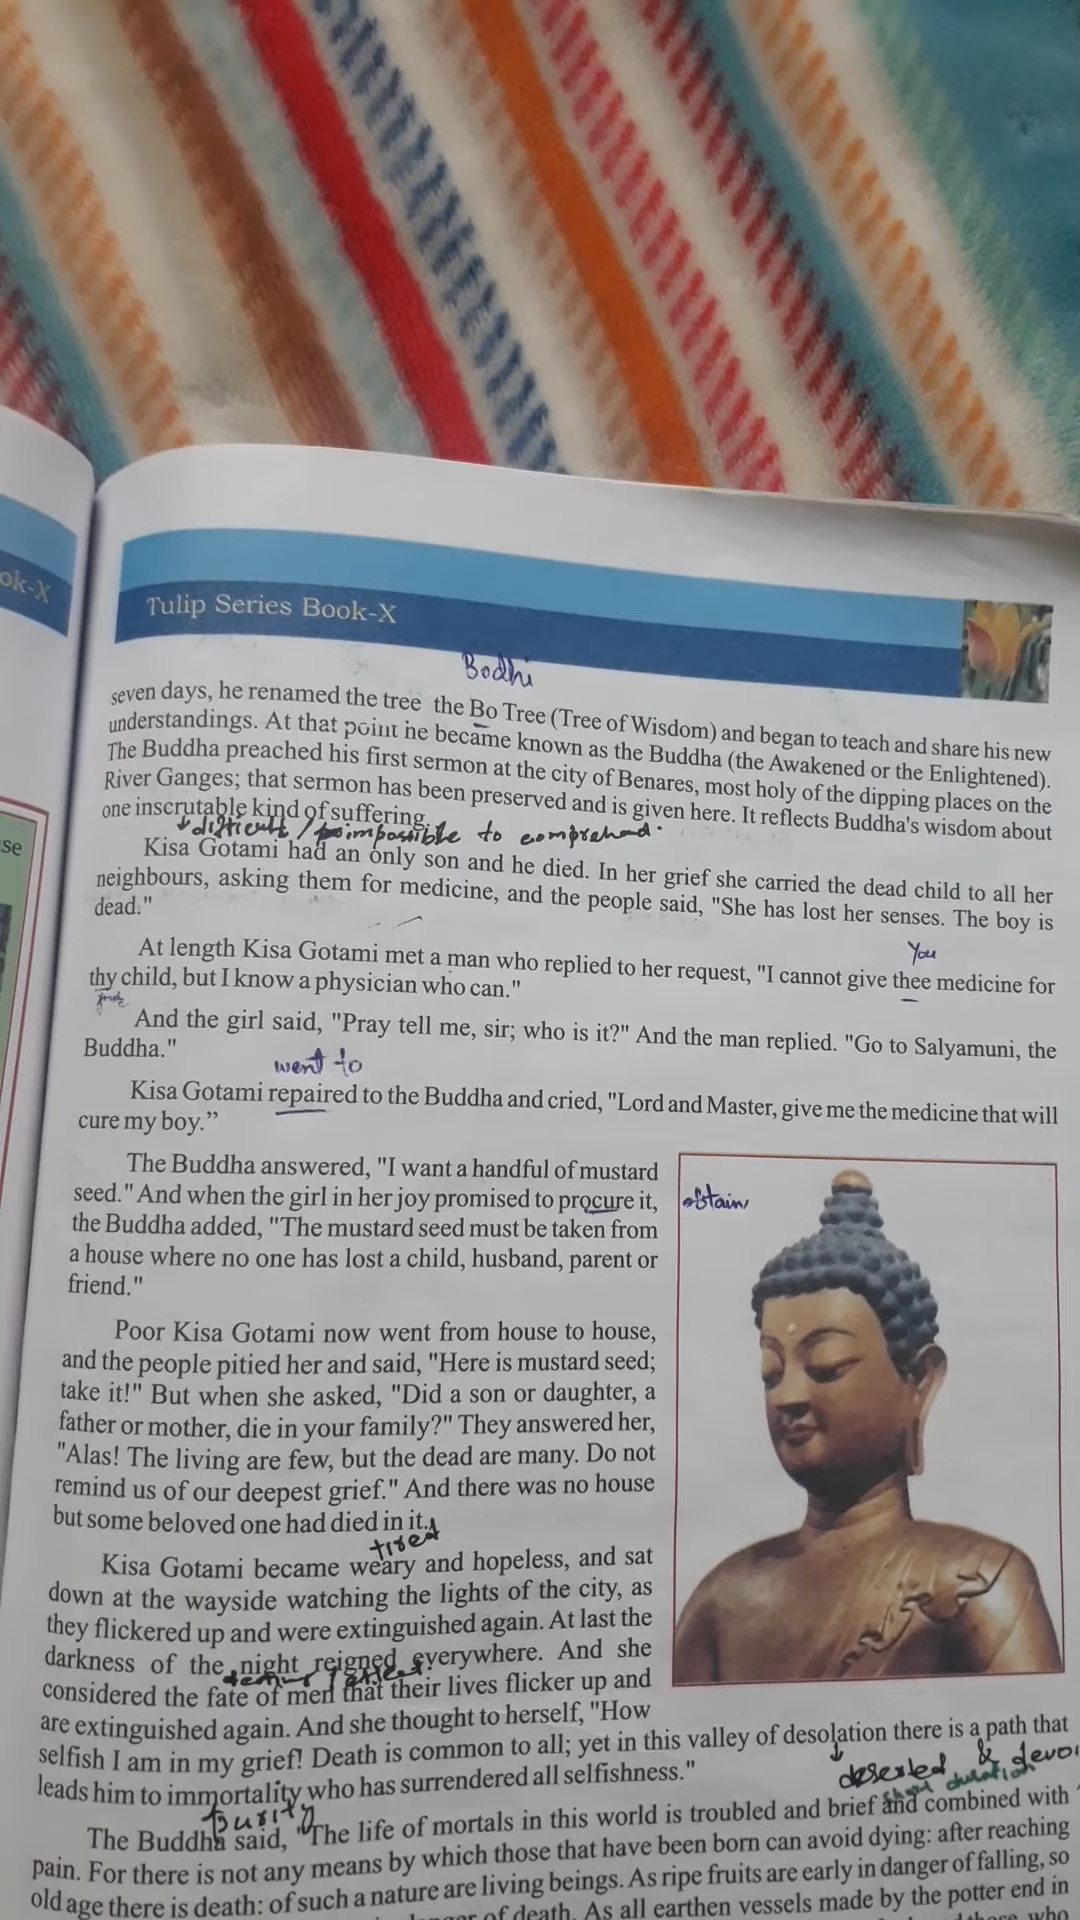 ok-X
Tulip Series Book-X
Bodhi
seven days, he renamed the tree the Bo Tree (Tree of Wisdom) and began to teach and share his new
understandings. At that point he became known as the Buddha (the Awakened or the Enlightened).
The Buddha preached his first sermon at the city of Benares, most holy of the dipping places on the
River Ganges; that sermon has been preserved and is given here. It reflects Buddha's wisdom about
one inscrutable kind of suffering.
difficult / impossible to comprehend.
se
Kisa Gotami had an only son and he died. In her grief she carried the dead child to all her
neighbours, asking them for medicine, and the people said, "She has lost her senses. The boy is
dead."
You
At length Kisa Gotami met a man who replied to her request, "I cannot give thee medicine for
thy child, but I know a physician who can."
And the girl said, "Pray tell me, sir; who is it?" And the man replied. "Go to Salyamuni, the
Buddha."
went to
Kisa Gotami repaired to the Buddha and cried, "Lord and Master, give me the medicine that will
cure my boy.”
The Buddha answered, "I want a handful of mustard
seed." And when the girl in her joy promised to procure it,
obtain
the Buddha added, "The mustard seed must be taken from
a house where no one has lost a child, husband, parent or
friend."
Poor Kisa Gotami now went from house to house,
and the people pitied her and said, "Here is mustard seed;
take it!" But when she asked, "Did a son or daughter, a
father or mother, die in your family?" They answered her,
"Alas! The living are few, but the dead are many. Do not
remind us of our deepest grief." And there was no house
but some beloved one had died in it.
tired
Kisa Gotami became weary and hopeless, and sat
down at the wayside watching the lights of the city, as
they flickered up and were extinguished again. At last the
darkness of the night reigned everywhere. And she
considered the fate of men that their lives flicker up and
are extinguished again. And she thought to herself, "How
selfish I am in my grief! Death is common to all; yet in this valley of desolation there is a path that
leads him to immortality who has surrendered all selfishness."
deserted & devoi
short duration
purity
The Buddha said, "The life of mortals in this world is troubled and brief and combined with
pain. For there is not any means by which those that have been born can avoid dying: after reaching
old age there is death: of such a nature are living beings. As ripe fruits are early in danger of falling, so
of death. As all earthen vessels made by the potter end in
who